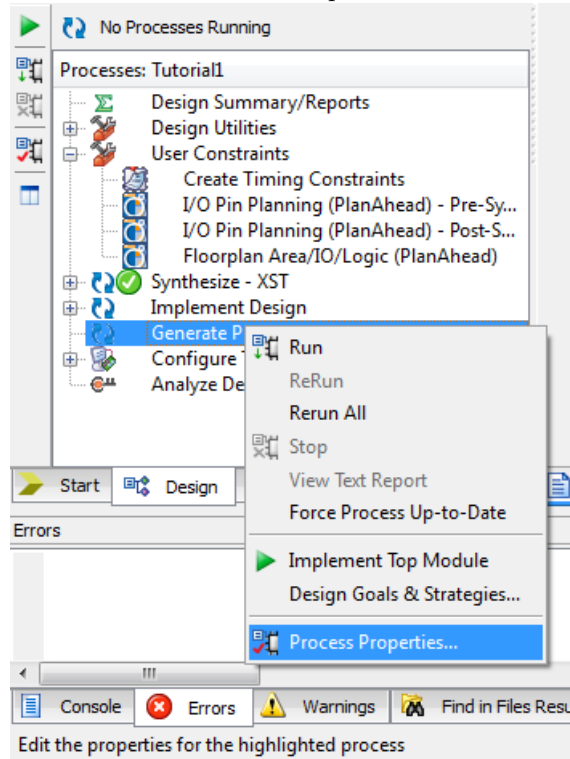 No Processes Running
Processes: Tutorial1
Design Summary/Reports
Design Utilities
User Constraints
Create Timing Constraints
I/O Pin Planning (PlanAhead) - Pre-Sy...
I/O Pin Planning (PlanAhead) - Post-S...
Floorplan Area/IO/Logic (PlanAhead)
Synthesize - XST
Implement Design
Generate P
Configure
Analyze De
Run
ReRun
Rerun All
Stop
View Text Report
Force Process Up-to-Date
Implement Top Module
Design Goals & Strategies...
Process Properties...
Start Design
Errors
Console Errors Warnings Find in Files Resu
Edit the properties for the highlighted process